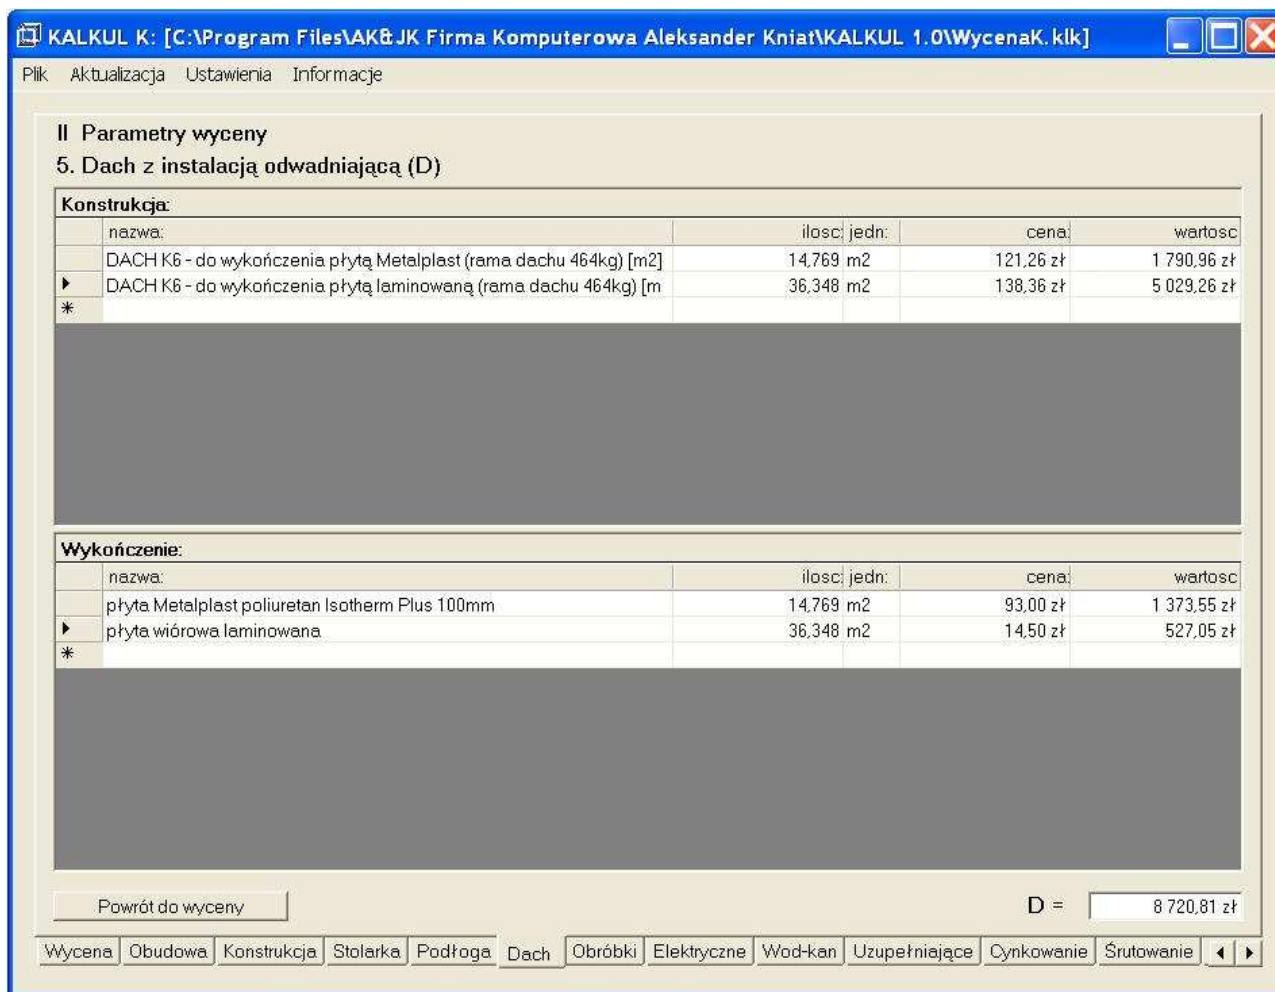 KALKUL K: [C:\Program Files\AK&JK Firma Komputerowa Aleksander Kniat\KALKUL 1.0\WycenaK.klk]
Plik Aktualizacja Ustawienia Informacje
II Parametry wyceny
5. Dach z instalacją odwadniającą (D)
Konstrukcja:
nazwa: ilosc: jedn: cena: wartosc
DACH K6 - do wykończenia płytą Metalplast (rama dachu 464kg) [m2] 14,769 m2 121,26 zł 1 790,96 zł
DACH K6 - do wykończenia płytą laminowaną (rama dachu 464kg) [m 36,348 m2 138,36 zł 5 029,26 zł
Wykończenie:
nazwa: ilosc: jedn: cena: wartosc
płyta Metalplast poliuretan Isotherm Plus 100mm 14,769 m2 93,00 zł 1 373,55 zł
płyta wiórowa laminowana 36,348 m2 14,50 zł 527,05 zł
Powrót do wyceny D = 8 720,81 zł
Wycena Obudowa Konstrukcja Stolarka Podłoga Dach Obróbki Elektryczne Wod-kan Uzupełniające Cynkowanie Śrutowanie